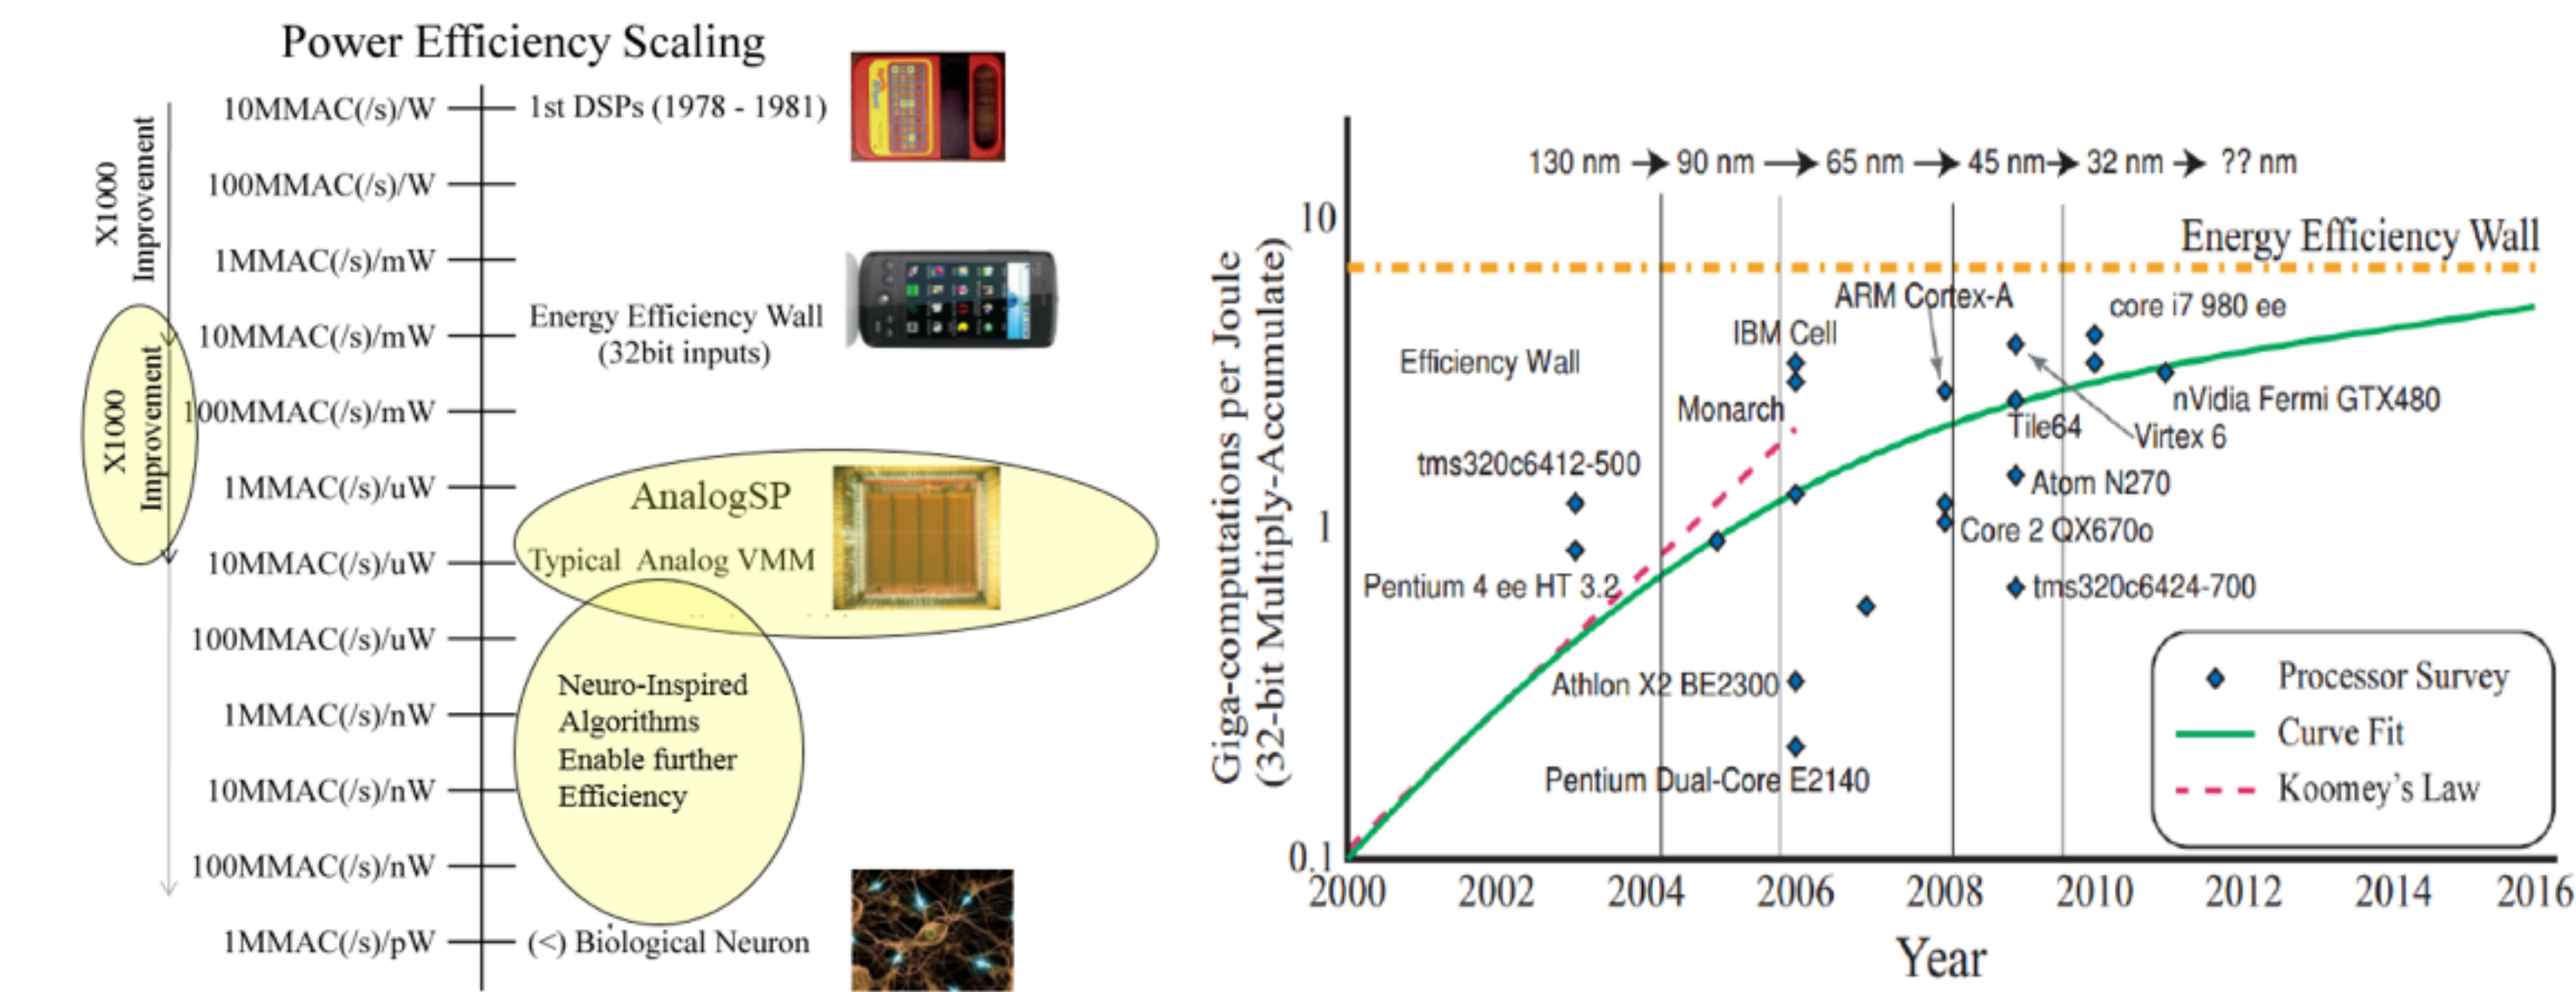 Power Efficiency Scaling
10MMAC(/s)/W
1st DSPs (1978 - 1981)
100MMAC(/s)/W
1MMAC(/s)/mW
10MMAC(/s)/mW
Energy Efficiency Wall
(32bit inputs)
100MMAC(/s)/mW
1MMAC(/s)/uW
AnalogSP
10MMAC(/s)/uW
Typical Analog VMM
100MMAC(/s)/uW
1MMAC(/s)/nW
Neuro-Inspired
Algorithms
Enable further
Efficiency
10MMAC(/s)/nW
100MMAC(/s)/nW
1MMAC(/s)/pW
(<) Biological Neuron
X1000
Improvement
X1000
Improvement
130 nm
90 nm
65 nm
45 nm
32 nm
?? nm
10
1
0.1
Giga-computations per Joule
(32-bit Multiply-Accumulate)
Energy Efficiency Wall
ARM Cortex-A
core i7 980 ee
IBM Cell
Efficiency Wall
Monarch
nVidia Fermi GTX480
Tile64
Virtex 6
tms320c6412-500
Atom N270
Core 2 QX670o
Pentium 4 ee HT 3.2
tms320c6424-700
Athlon X2 BE2300
Pentium Dual-Core E2140
Processor Survey
Curve Fit
Koomey's Law
2000
2002
2004
2006
2008
2010
2012
2014
2016
Year